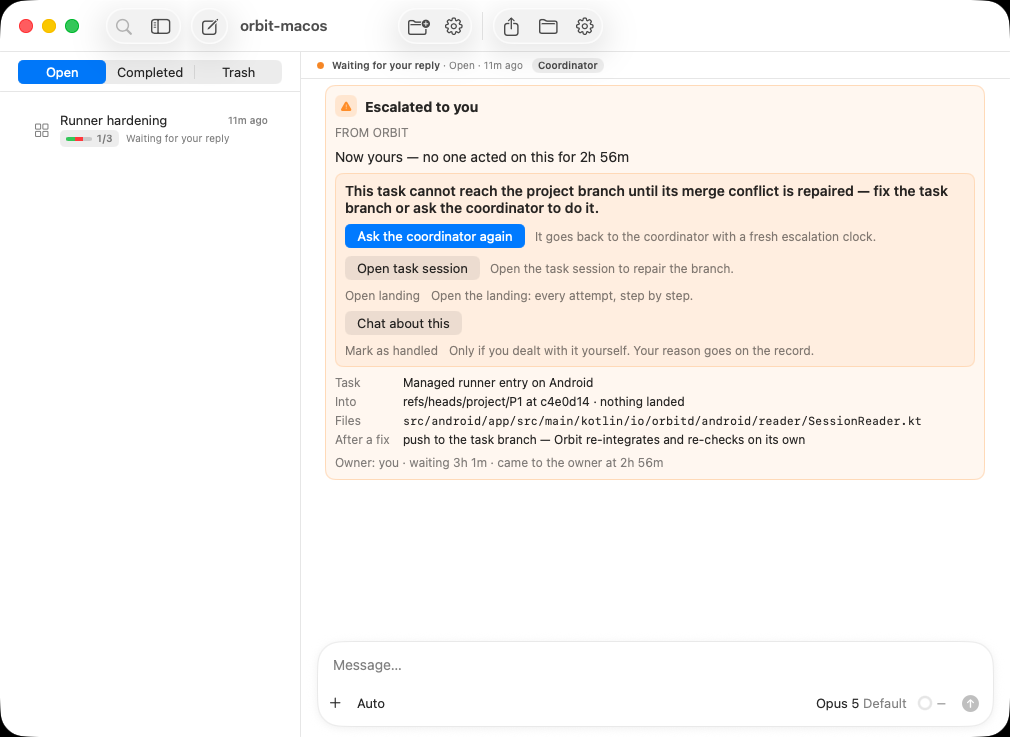 orbit-macos
Open
Completed
Trash
Runner hardening
11m ago
1/3
Waiting for your reply
Waiting for your reply · Open · 11m ago
Coordinator
Escalated to you
FROM ORBIT
Now yours — no one acted on this for 2h 56m
This task cannot reach the project branch until its merge conflict is repaired — fix the task
branch or ask the coordinator to do it.
Ask the coordinator again
It goes back to the coordinator with a fresh escalation clock.
Open task session
Open the task session to repair the branch.
Open landing
Open the landing: every attempt, step by step.
Chat about this
Mark as handled
Only if you dealt with it yourself. Your reason goes on the record.
Task Managed runner entry on Android
Into refs/heads/project/P1 at c4e0d14 · nothing landed
Files src/android/app/src/main/kotlin/io/orbitd/android/reader/SessionReader.kt
After a fix push to the task branch — Orbit re-integrates and re-checks on its own
Owner: you · waiting 3h 1m · came to the owner at 2h 56m
Message...
Auto
Opus 5 Default
–